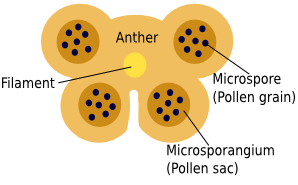 Anther
Filament
Microspore
(Pollen grain)
Microsporangium
(Pollen sac)